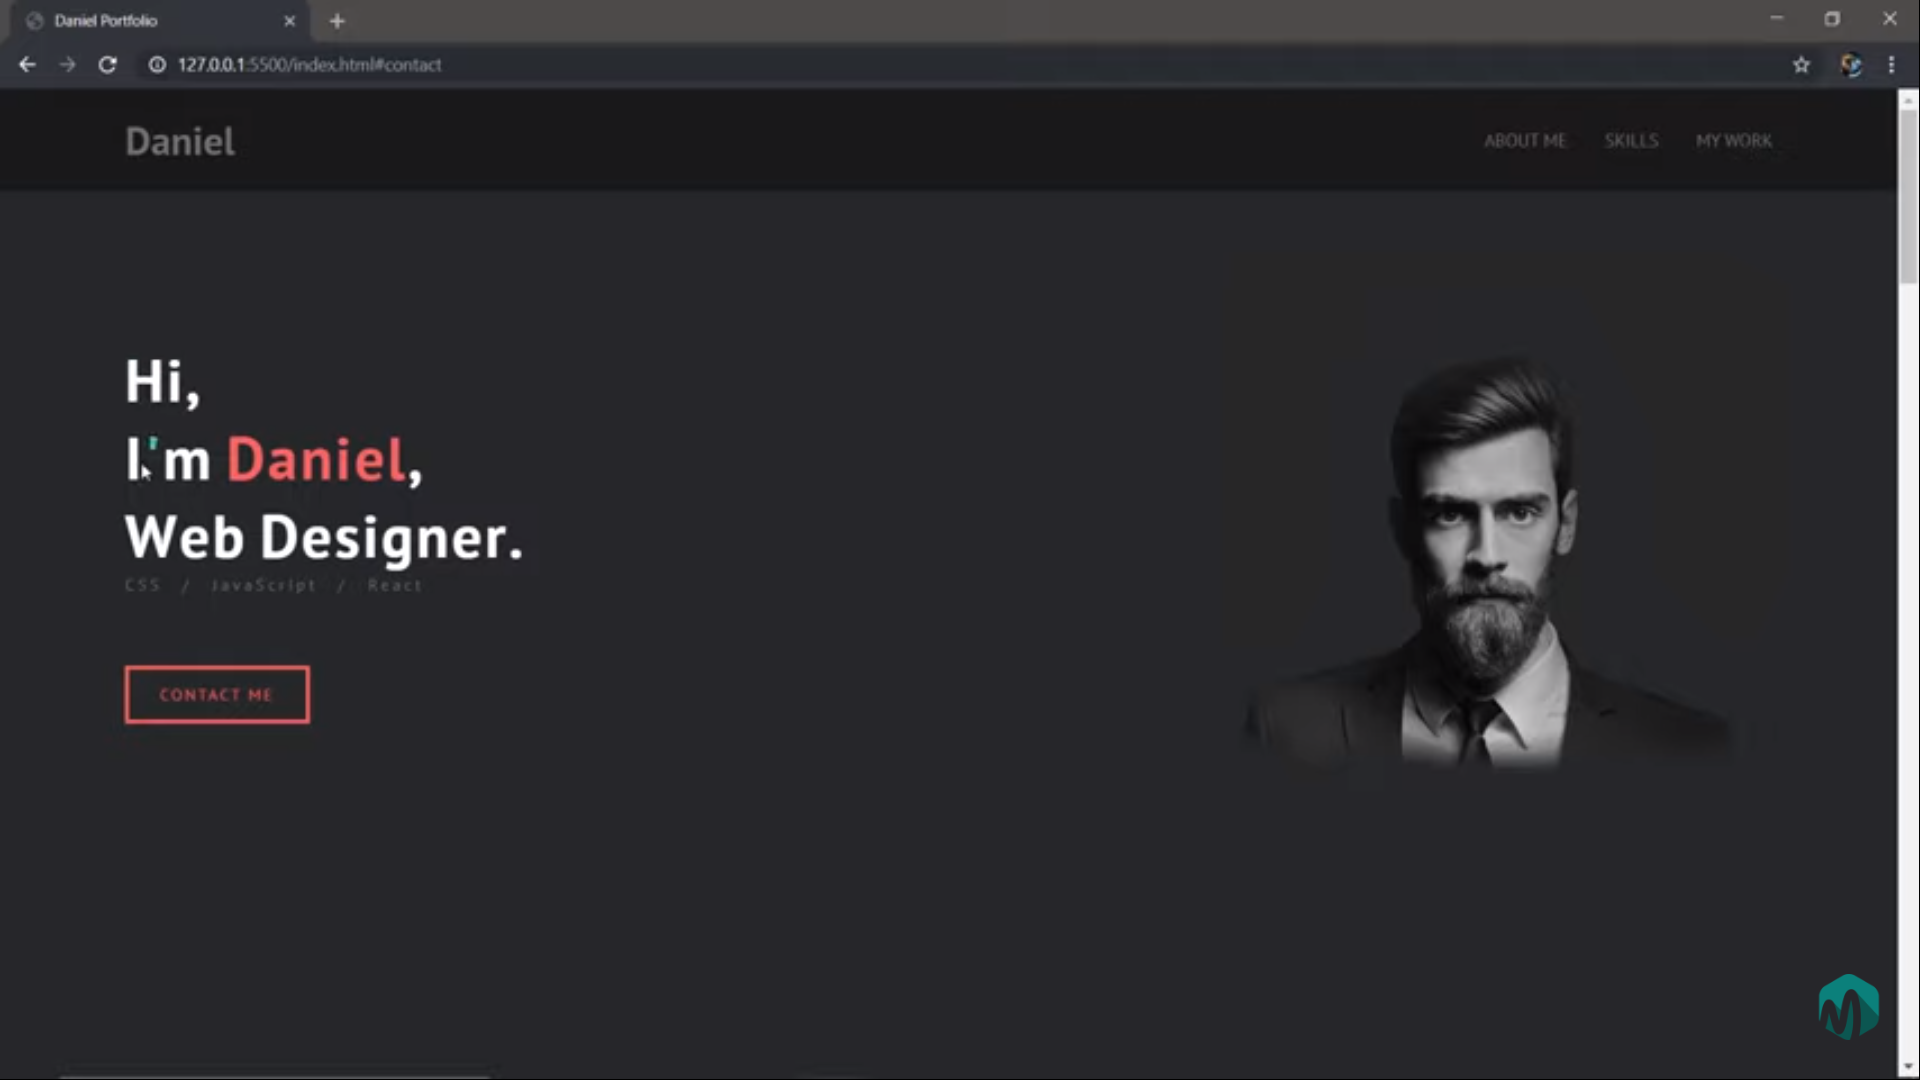 Daniel Portfolio
127.0.0.1:5500/index.html#contact
Daniel
ABOUT ME SKILLS MY WORK
Hi,
I'm Daniel,
Web Designer.
CSS / JavaScript / React
CONTACT ME